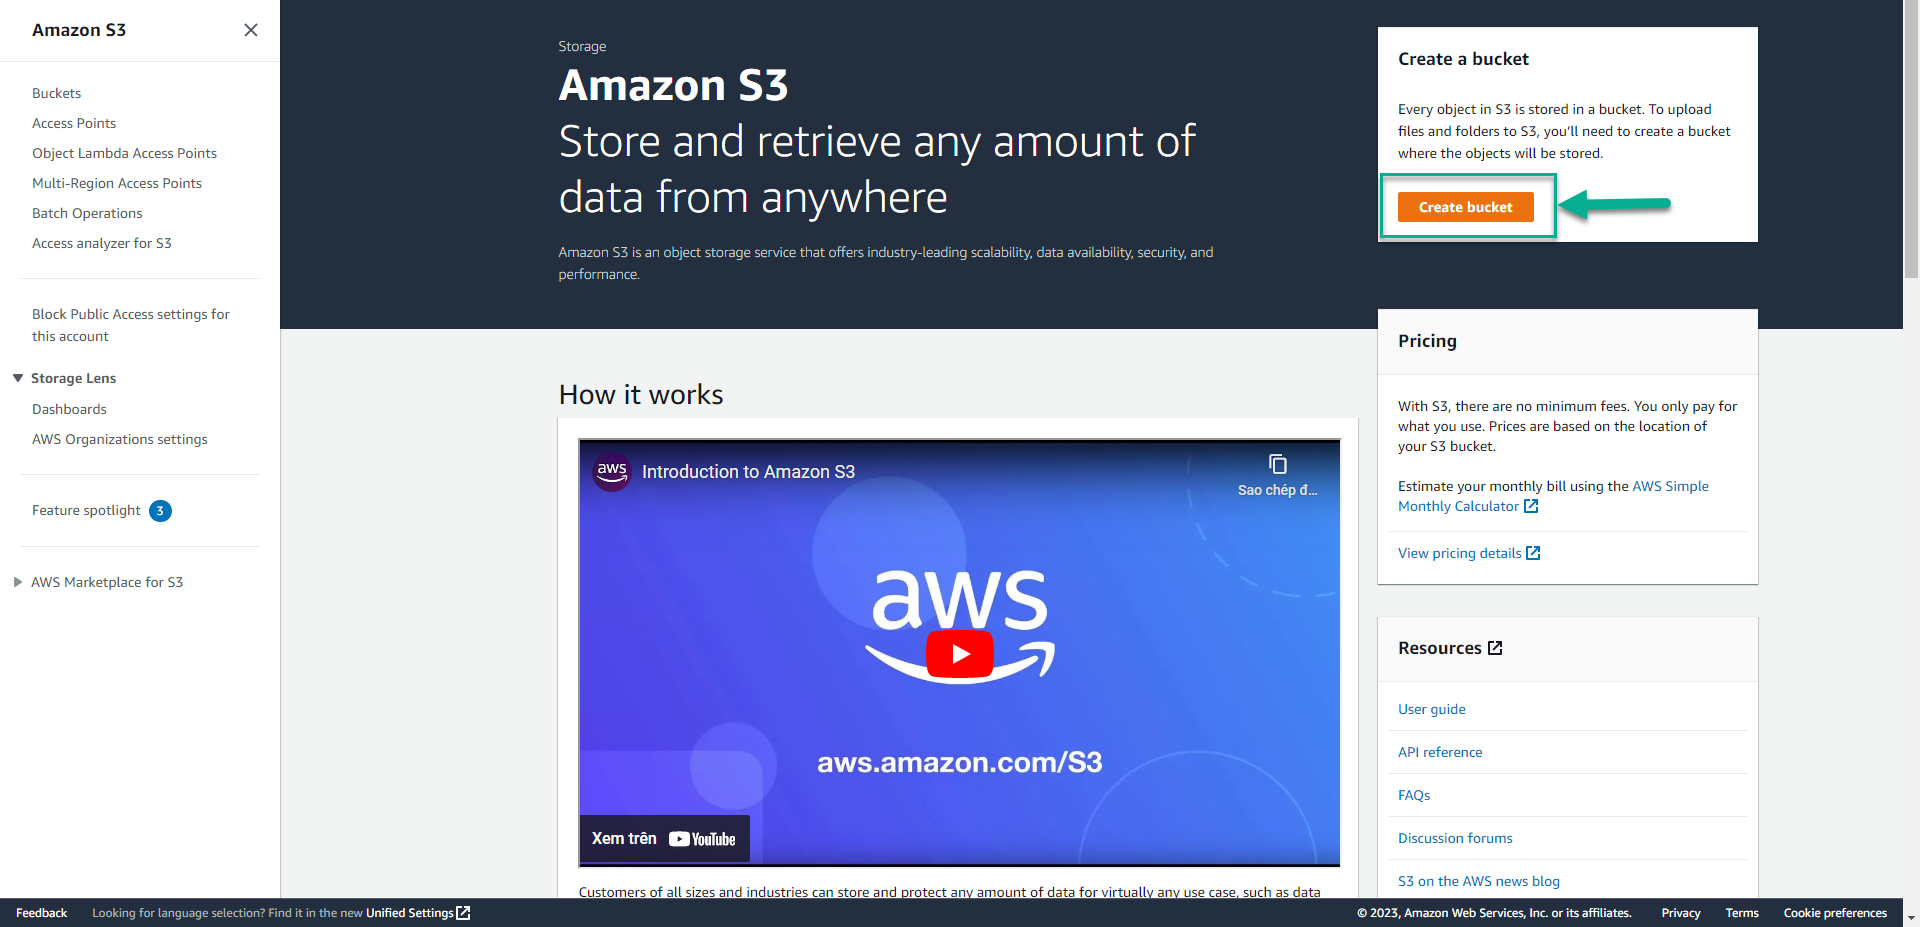 Amazon S3
Buckets
Access Points
Object Lambda Access Points
Multi-Region Access Points
Batch Operations
Access analyzer for S3
Block Public Access settings for
this account
Storage Lens
Dashboards
AWS Organizations settings
Feature spotlight 3
AWS Marketplace for S3
Storage
Amazon S3
Store and retrieve any amount of
data from anywhere
Amazon S3 is an object storage service that offers industry-leading scalability, data availability, security, and
performance.
How it works
aws Introduction to Amazon S3
Sao chép đ...
aws
aws.amazon.com/S3
Xem trên YouTube
Customers of all sizes and industries can store and protect any amount of data for virtually any use case, such as data
Create a bucket
Every object in S3 is stored in a bucket. To upload
files and folders to S3, you'll need to create a bucket
where the objects will be stored.
Create bucket
Pricing
With S3, there are no minimum fees. You only pay for
what you use. Prices are based on the location of
your S3 bucket.
Estimate your monthly bill using the AWS Simple
Monthly Calculator
View pricing details
Resources
User guide
API reference
FAQs
Discussion forums
S3 on the AWS news blog
Feedback Looking for language selection? Find it in the new Unified Settings © 2023, Amazon Web Services, Inc. or its affiliates. Privacy Terms Cookie preferences